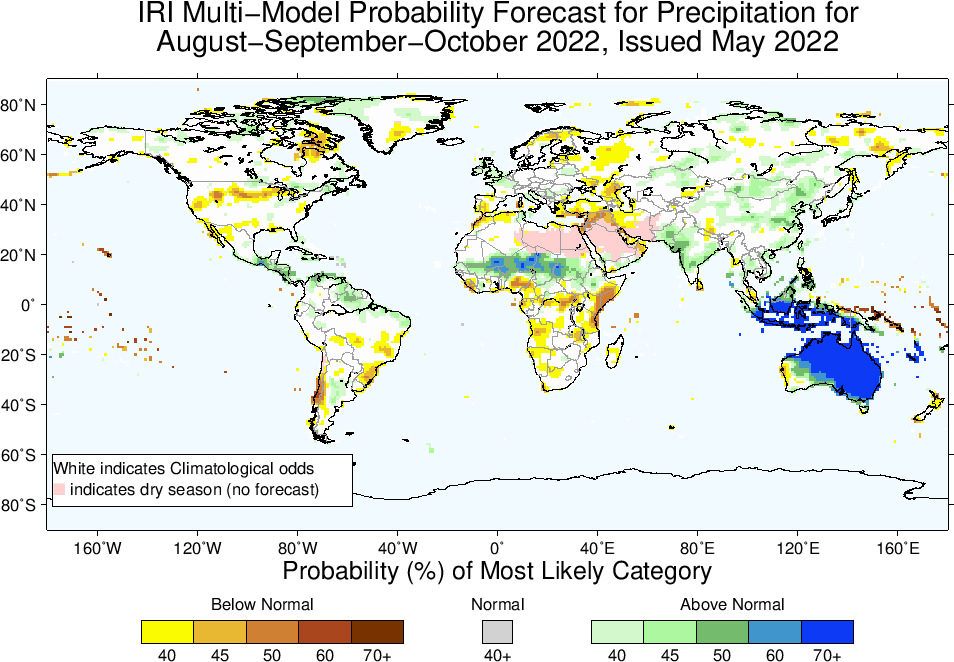 IRI Multi−Model Probability Forecast for Precipitation for
August−September−October 2022, Issued May 2022
80˚N
60˚N
40˚N
20˚N
0˚
20˚S
40˚S
60˚S
80˚S
White indicates Climatological odds
indicates dry season (no forecast)
160˚W 120˚W 80˚W 40˚W 0˚ 40˚E 80˚E 120˚E 160˚E
Probability (%) of Most Likely Category
Below Normal Normal Above Normal
40 45 50 60 70+ 40+ 40 45 50 60 70+